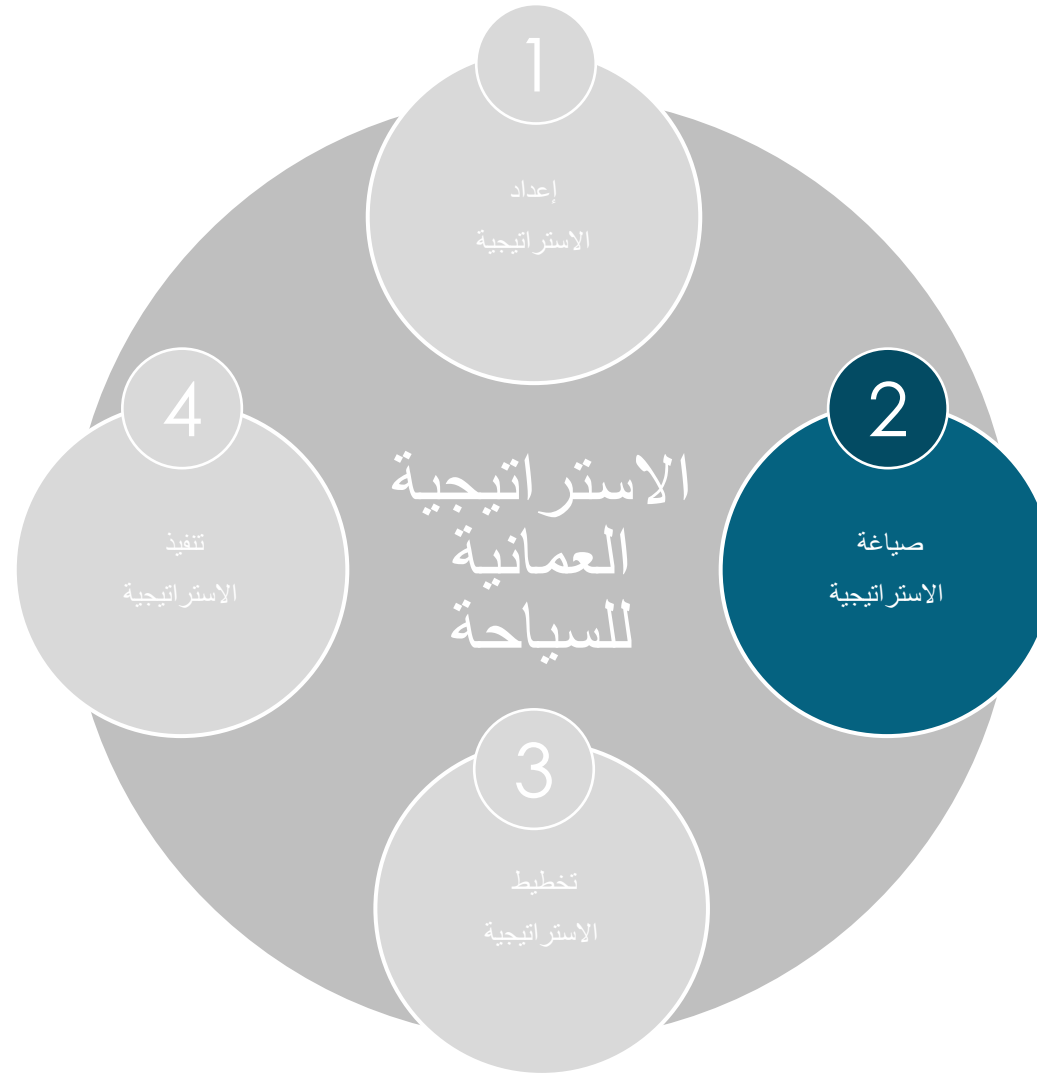 1
إعداد
الاستراتيجية
2
صياغة
الاستراتيجية
3
تخطيط
الاستراتيجية
4
تنفيذ
الاستراتيجية
الاستراتيجية
العمانية
للسياحة